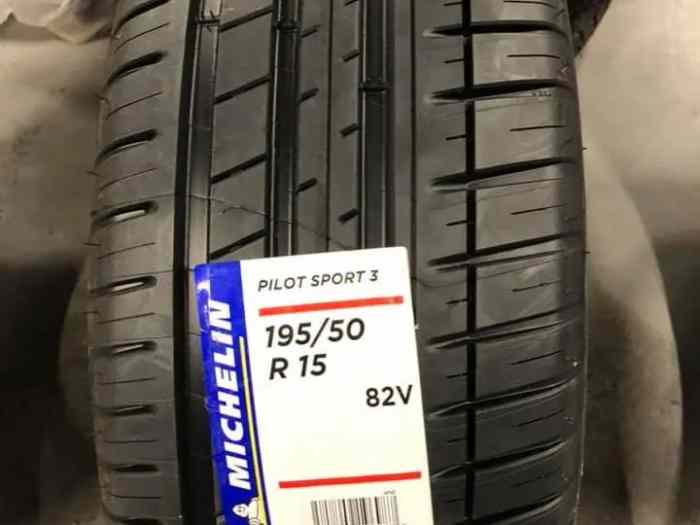 PILOT SPORT 3
195/50
R 15
82V
MICHELIN